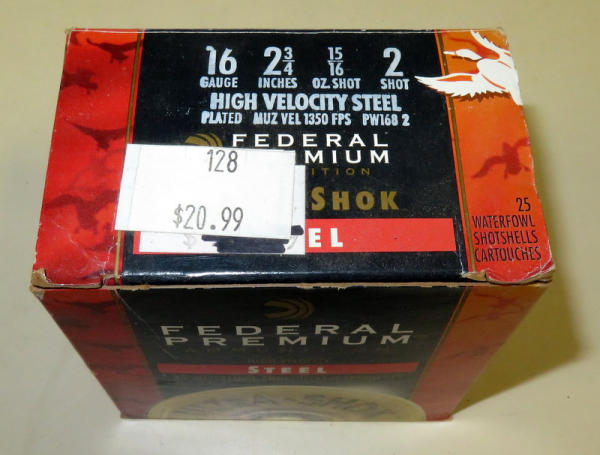 16 2 3/4 15/16 2
GAUGE INCHES OZ. SHOT SHOT
HIGH VELOCITY STEEL
PLATED MUZ VEL 1350 FPS PW168 2
FEDERAL
128
SHOK
$20.99
EL
25
WATERFOWL
SHOTSHELLS
CARTOUCHES
FEDERAL
PREMIUM
STEEL